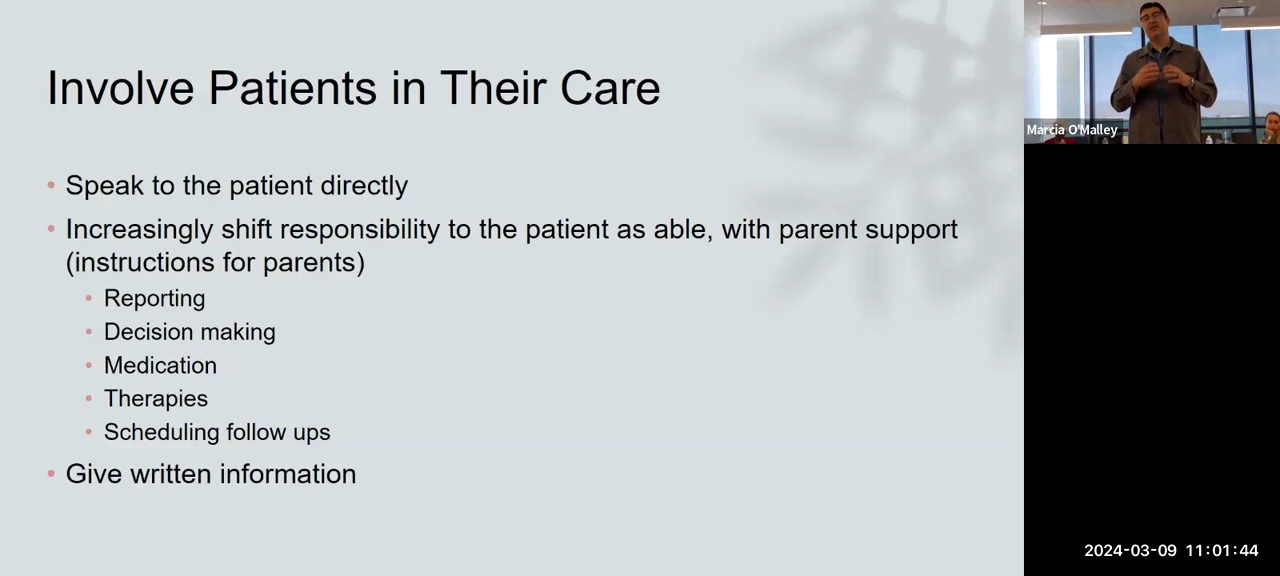 Involve Patients in Their Care
• Speak to the patient directly
• Increasingly shift responsibility to the patient as able, with parent support
(instructions for parents)
• Reporting
• Decision making
• Medication
• Therapies
• Scheduling follow ups
• Give written information
Marcia O'Malley
2024-03-09 11:01:44